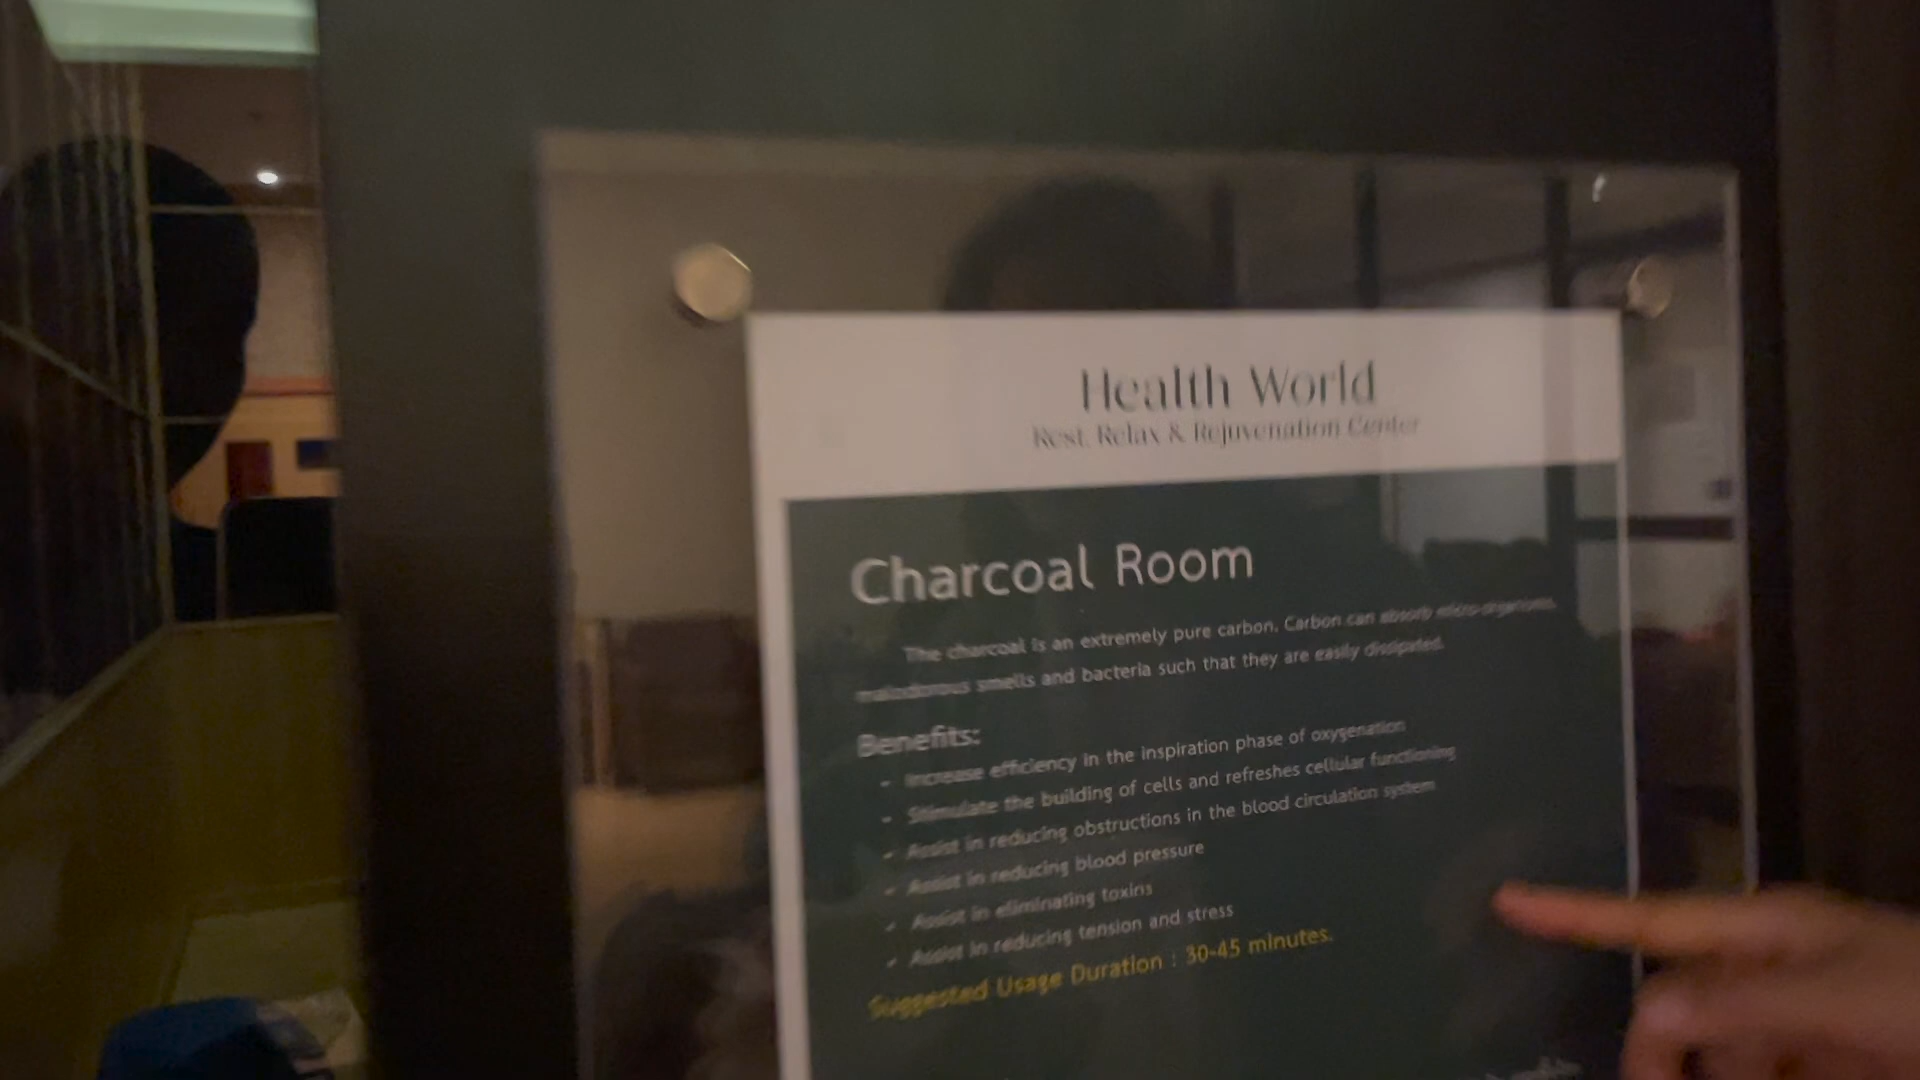 Health World
Rest, Relax & Rejuvenation Center
Charcoal Room
The charcoal is an extremely pure carbon. Carbon can absorb micro-organisms,
malodorous smells and bacteria such that they are easily dissipated.
Benefits:
- Increase efficiency in the inspiration phase of oxygenation
- Stimulate the building of cells and refreshes cellular functioning
- Assist in reducing obstructions in the blood circulation system
- Assist in reducing blood pressure
- Assist in eliminating toxins
- Assist in reducing tension and stress
Suggested Usage Duration : 30-45 minutes.